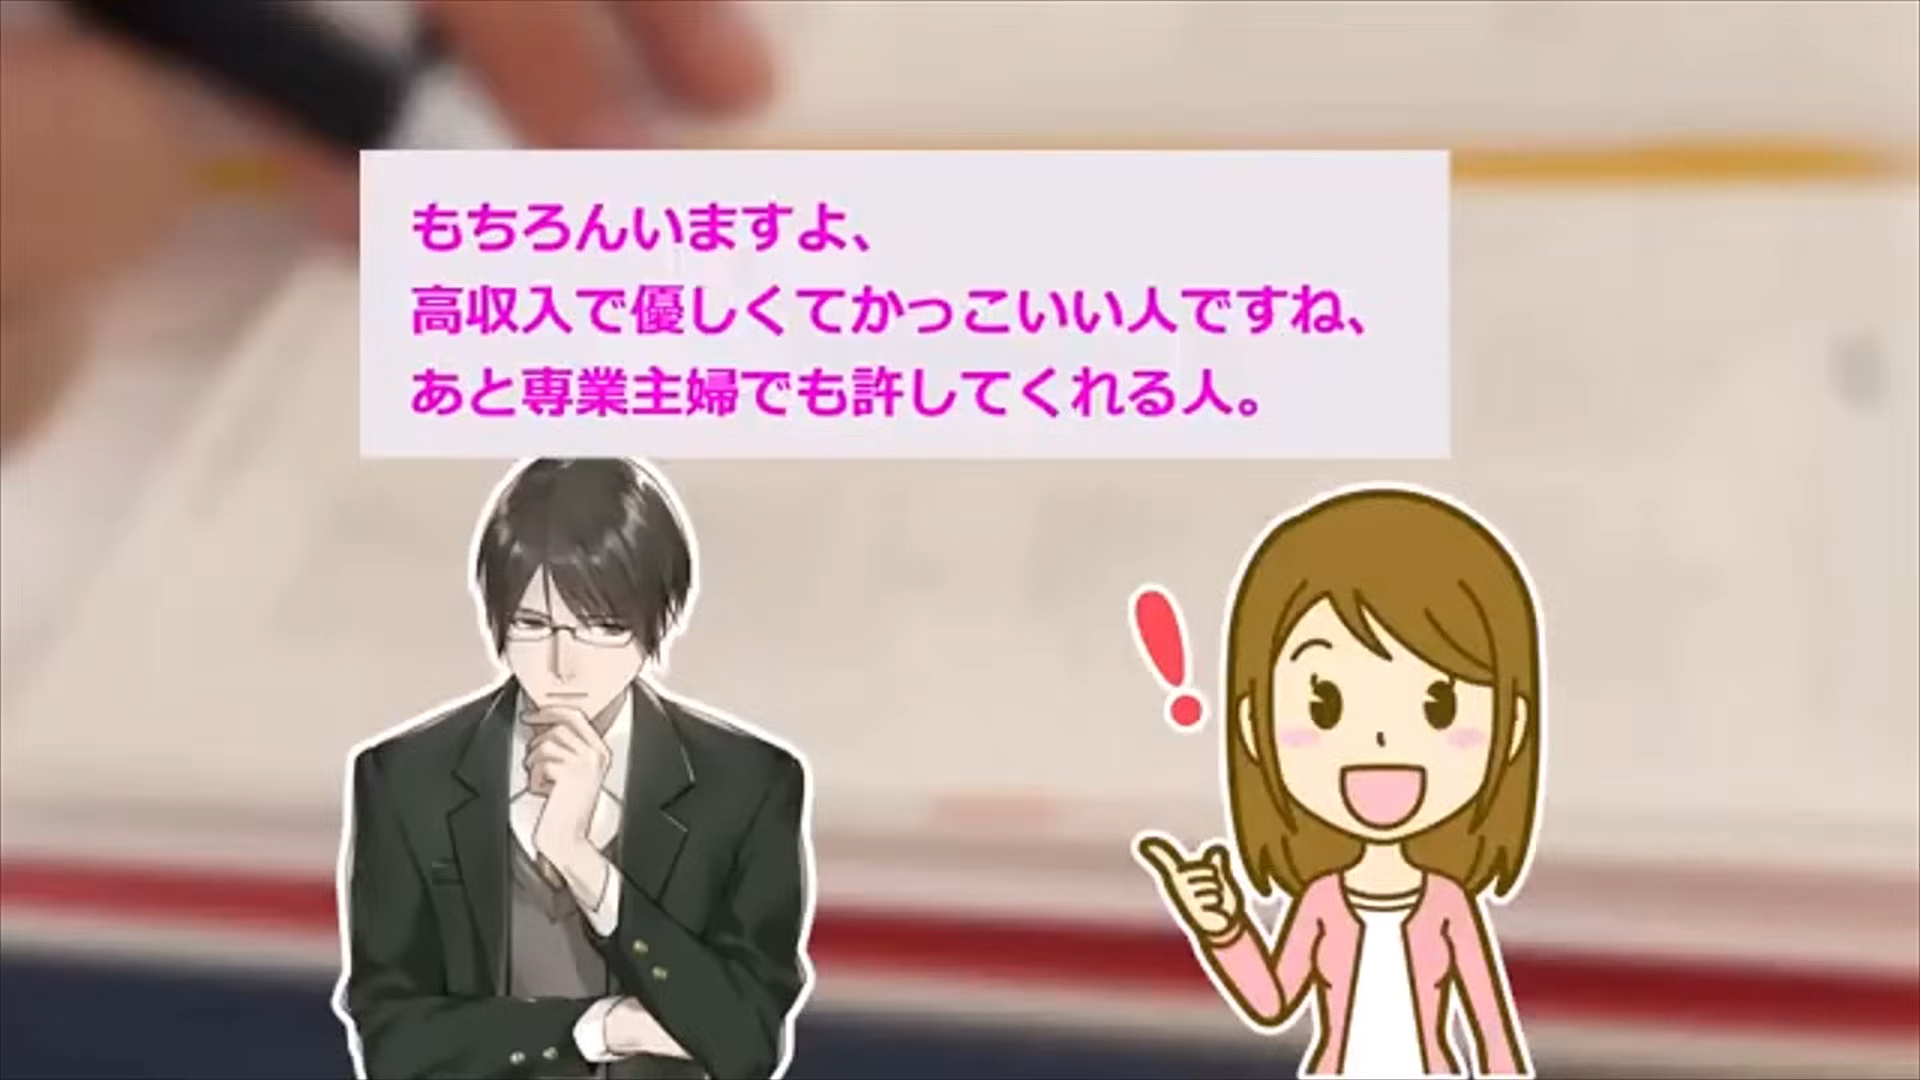 もちろんいますよ、
高収入で優しくてかっこいい人ですね、
あと専業主婦でも許してくれる人。